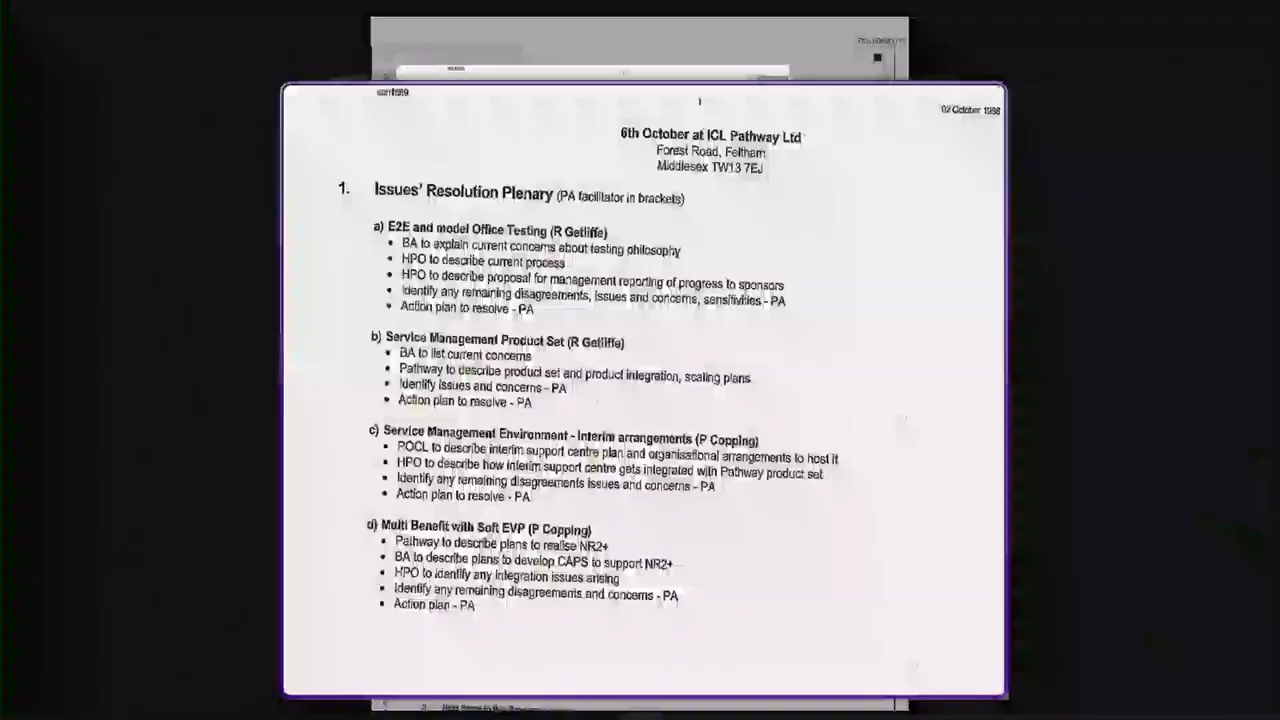 1
02 October 1998
6th October at ICL Pathway Ltd
Forest Road, Feltham
Middlesex TW13 7EJ
1. Issues' Resolution Plenary (PA facilitator in brackets)
a) E2E and model Office Testing (R Getliffe)
• BA to explain current concerns about testing philosophy
• HPO to describe current process
• HPO to describe proposal for management reporting of progress to sponsors
• Identify any remaining disagreements, issues and concerns, sensitivities - PA
• Action plan to resolve - PA
b) Service Management Product Set (R Getliffe)
• BA to list current concerns
• Pathway to describe product set and product integration, scaling plans
• Identify issues and concerns - PA
• Action plan to resolve - PA
c) Service Management Environment - Interim arrangements (P Copping)
• POCL to describe interim support centre plan and organisational arrangements to host it
• HPO to describe how interim support centre gets integrated with Pathway product set
• Identify any remaining disagreements issues and concerns - PA
• Action plan to resolve - PA
d) Multi Benefit with Soft EVP (P Copping)
• Pathway to describe plans to realise NR2+
• BA to describe plans to develop CAPS to support NR2+
• HPO to identify any integration issues arising
• Identify any remaining disagreements and concerns - PA
• Action plan - PA